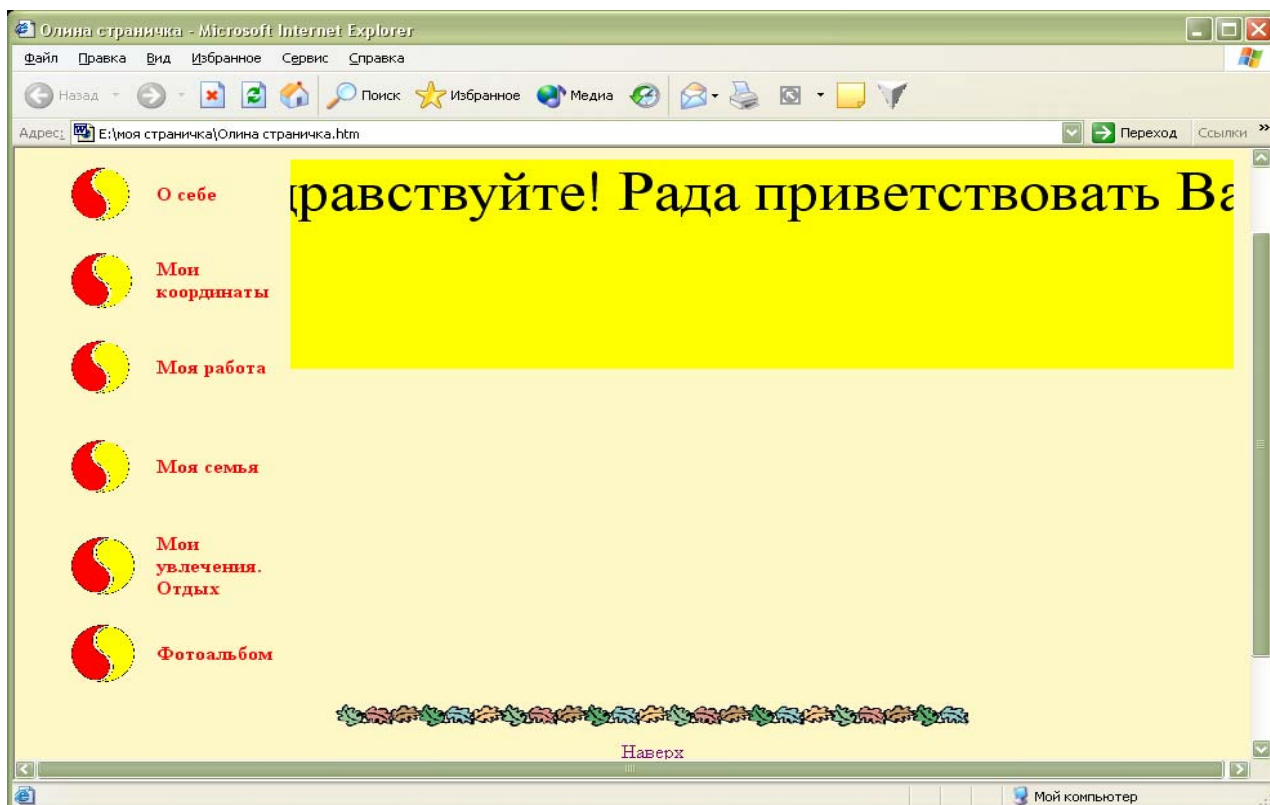 Олина страничка - Microsoft Internet Explorer
Файл Правка Вид Избранное Сервис Справка
Назад Поиск Избранное Медиа
Адрес: E:\моя страничка\Олина страничка.htm Переход Ссылки »
О себе
дравствуйте! Рада приветствовать Ва
Мои
координаты
Моя работа
Моя семья
Мои
увлечения.
Отдых
Фотоальбом
Наверх
Мой компьютер